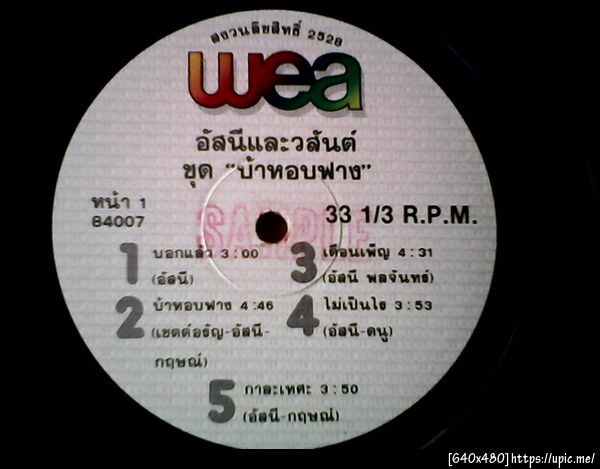 สงวนลิขสิทธิ์ 2528
wea
อัสนีและวสันต์
ชุด "บ้าหอบฟาง"
หน้า 1
84007
SAMPLE
33 1/3 R.P.M.
1 บอกแล้ว 3:00
(อัสนี)
2 บ้าหอบฟาง 4:46
(เขตต์อรัญ-อัสนี-
กฤษณ์)
3 เดือนเพ็ญ 4:31
(อัสนี พลจันทร์)
4 ไม่เป็นไร 3:53
(อัสนี-ดนู)
5 กาละเทศะ 3:50
(อัสนี-กฤษณ์)
[640x480]https://upic.me/